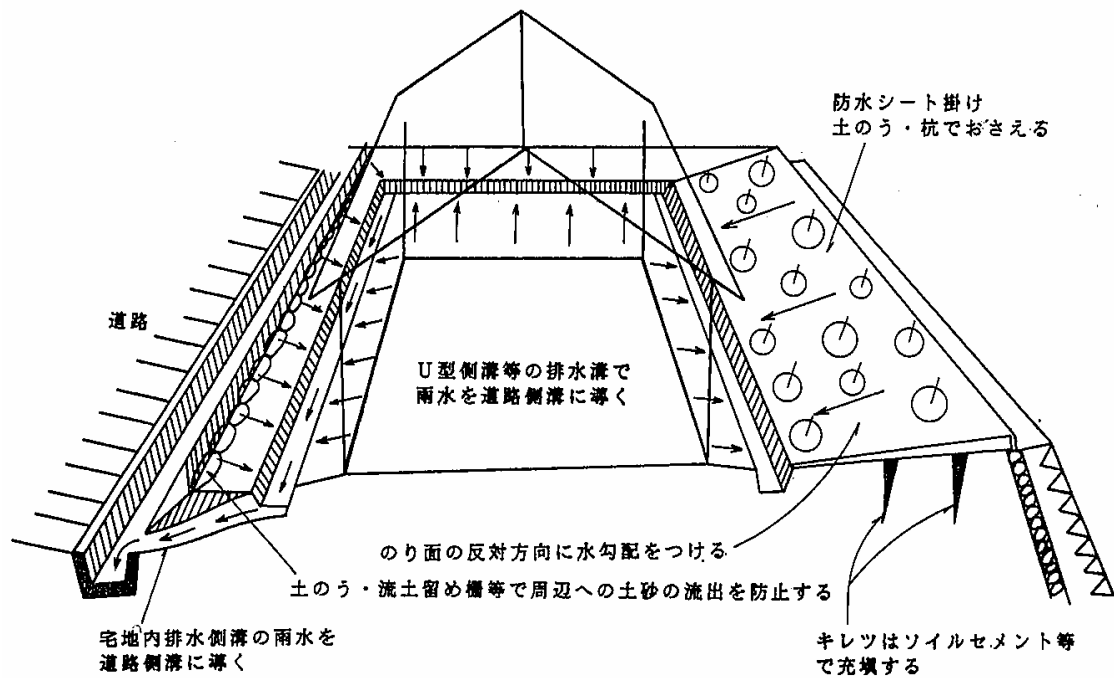 防水シート掛け
土のう・杭でおさえる
道路
U型側溝等の排水溝で
雨水を道路側溝に導く
のり面の反対方向に水勾配をつける
土のう・流土留め柵等で周辺への土砂の流出を防止する
宅地内排水側溝の雨水を
道路側溝に導く
キレツはソイルセメント等
で充塡する